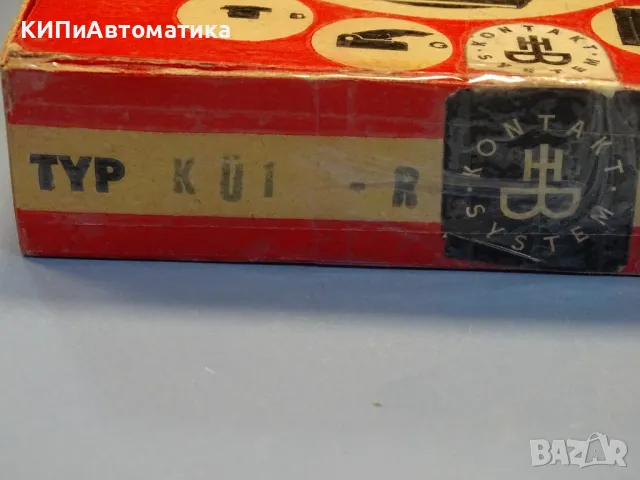 КИПиАвтоматика
KONTAKT · SYSTEM
TYP KÜ1 -R
· KONTAKT · SYSTEM
BAZAR